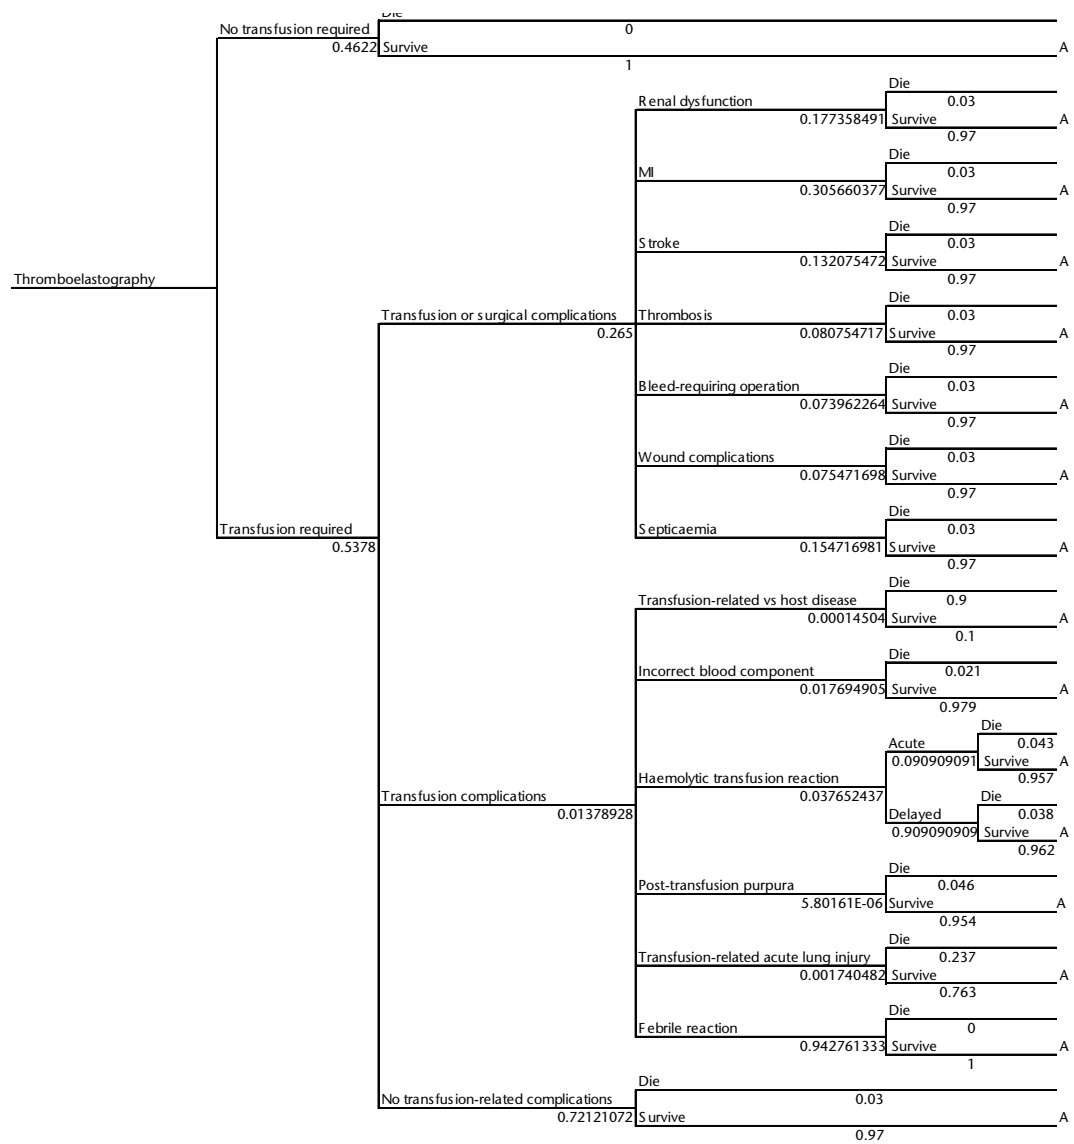 Die
No transfusion required
0
0.4622 Survive A
1
Die
Renal dysfunction 0.03
0.177358491 Survive A
0.97
Die
MI 0.03
0.305660377 Survive A
0.97
Die
Stroke 0.03
0.132075472 Survive A
0.97
Thromboelastography
Die
Transfusion or surgical complications Thrombosis 0.03
0.265 0.080754717 Survive A
0.97
Die
Bleed-requiring operation 0.03
0.073962264 Survive A
0.97
Die
Wound complications 0.03
0.075471698 Survive A
0.97
Die
Transfusion required Septicaemia 0.03
0.5378 0.154716981 Survive A
0.97
Die
Transfusion-related vs host disease 0.9
0.00014504 Survive A
0.1
Die
Incorrect blood component 0.021
0.017694905 Survive A
0.979
Die
Acute 0.043
0.090909091 Survive A
0.957
Haemolytic transfusion reaction
Transfusion complications 0.037652437 Die
0.01378928 Delayed 0.038
0.909090909 Survive A
0.962
Die
Post-transfusion purpura 0.046
5.80161E-06 Survive A
0.954
Die
Transfusion-related acute lung injury 0.237
0.001740482 Survive A
0.763
Die
Febrile reaction 0
0.942761333 Survive A
1
Die
No transfusion-related complications 0.03
0.72121072 Survive A
0.97